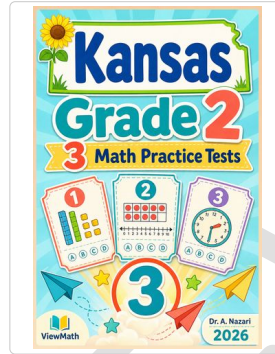 Kansas
Grade 2
3 Math Practice Tests
1
2
3
A B C D
A B C D
A B C D
3
ViewMath
Dr. A. Nazari
2026